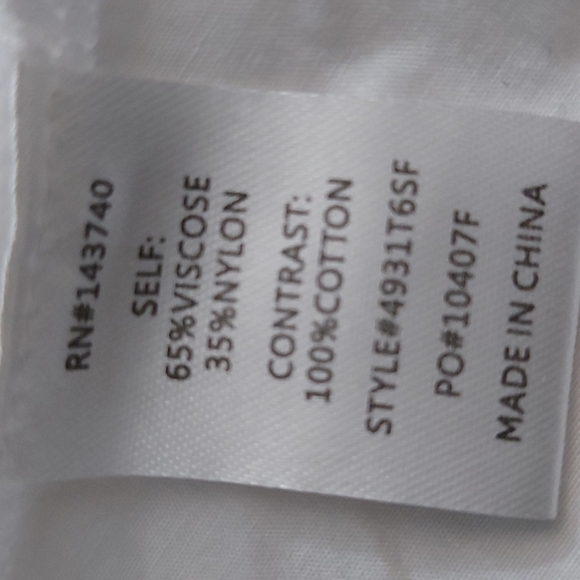 RN#143740
SELF:
65%VISCOSE
35%NYLON
CONTRAST:
100%COTTON
STYLE#4931T6SF
PO#10407F
MADE IN CHINA